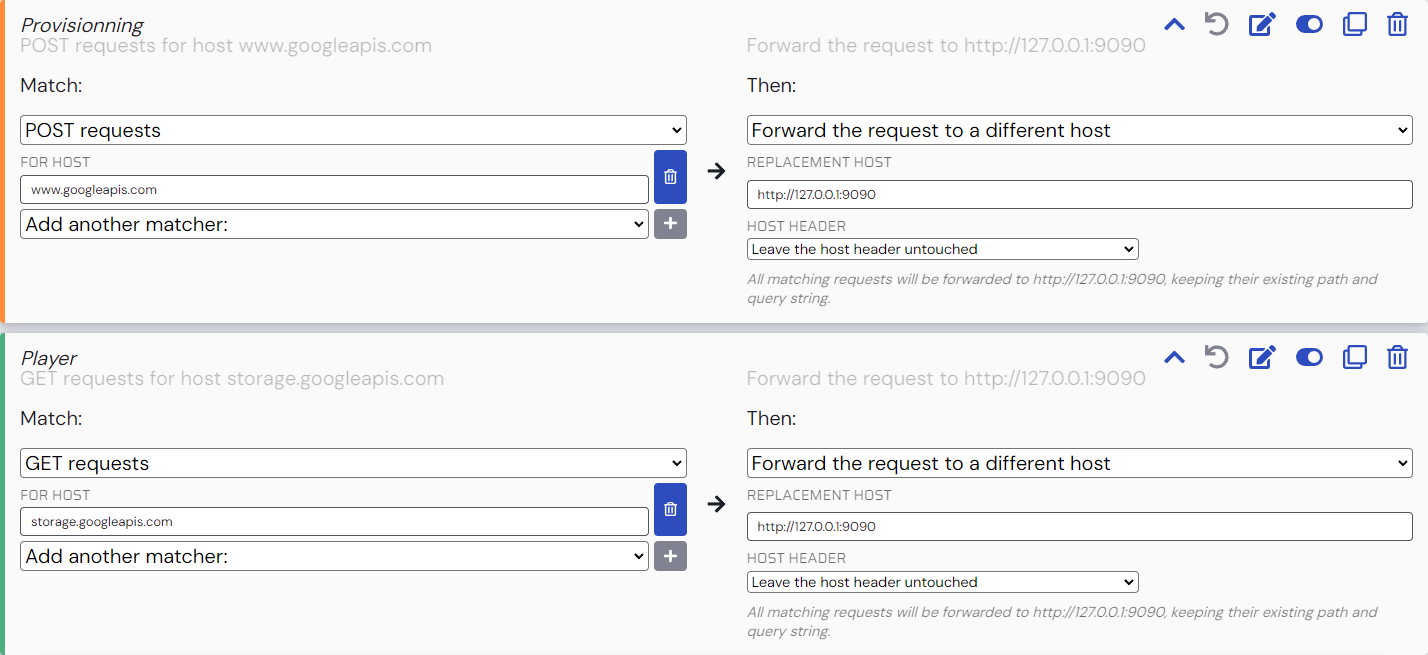 Provisionning
POST requests for host www.googleapis.com
Forward the request to http://127.0.0.1:9090
Match:
Then:
POST requests
Forward the request to a different host
FOR HOST
REPLACEMENT HOST
www.googleapis.com
http://127.0.0.1:9090
Add another matcher:
HOST HEADER
Leave the host header untouched
All matching requests will be forwarded to http://127.0.0.1:9090, keeping their existing path and
query string.
Player
GET requests for host storage.googleapis.com
Forward the request to http://127.0.0.1:9090
Match:
Then:
GET requests
Forward the request to a different host
FOR HOST
REPLACEMENT HOST
storage.googleapis.com
http://127.0.0.1:9090
Add another matcher:
HOST HEADER
Leave the host header untouched
All matching requests will be forwarded to http://127.0.0.1:9090, keeping their existing path and
query string.